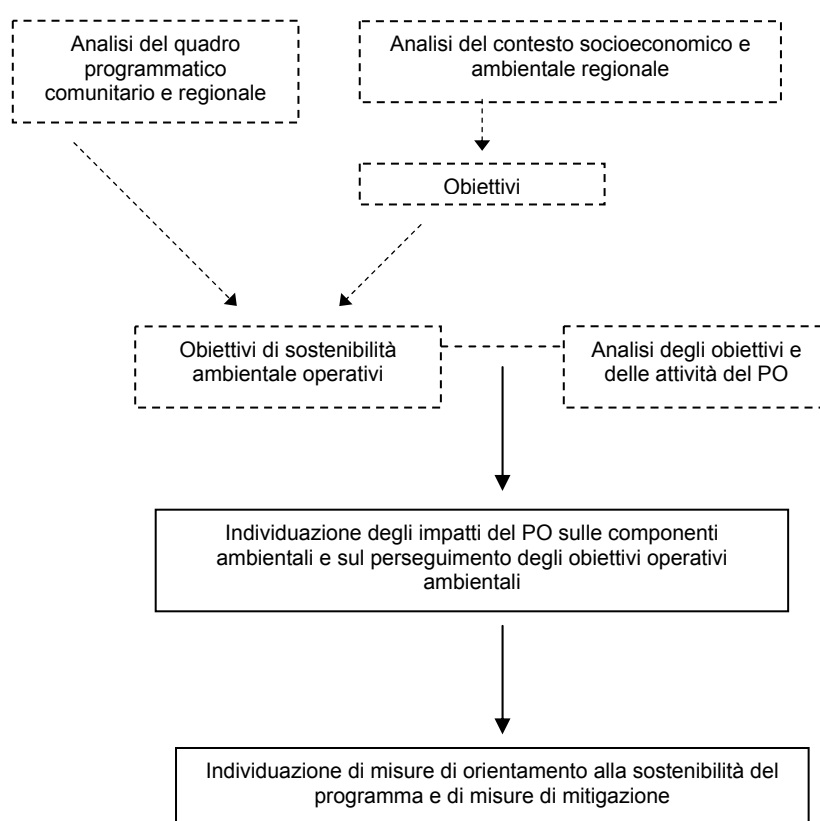 Analisi del quadro
programmatico
comunitario e regionale
Analisi del contesto socioeconomico e
ambientale regionale
Obiettivi
Obiettivi di sostenibilità
ambientale operativi
Analisi degli obiettivi e
delle attività del PO
Individuazione degli impatti del PO sulle componenti
ambientali e sul perseguimento degli obiettivi operativi
ambientali
Individuazione di misure di orientamento alla sostenibilità del
programma e di misure di mitigazione